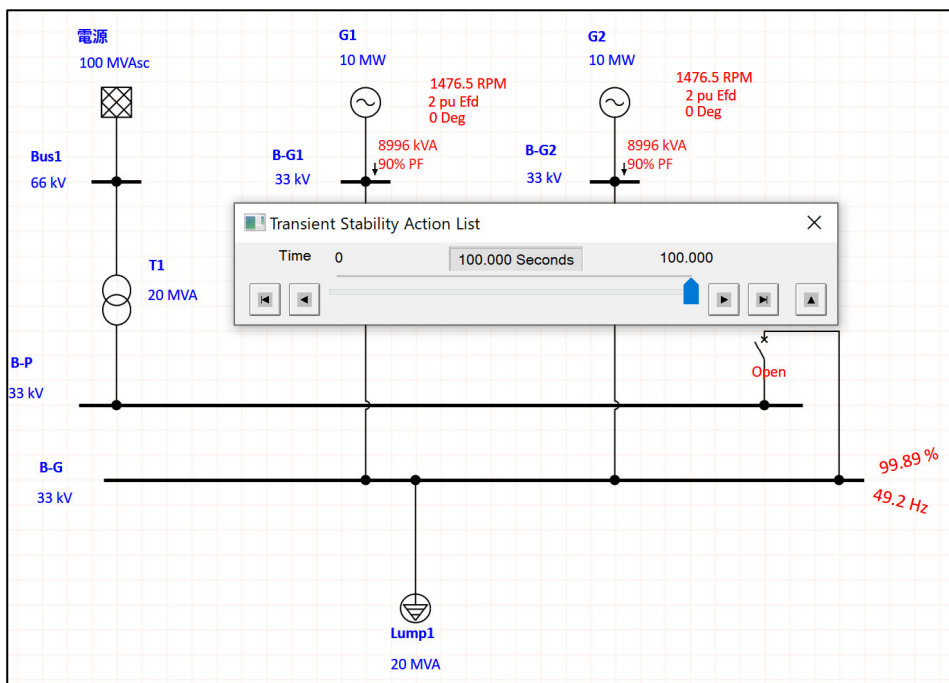 電源
100 MVAsc
G1
10 MW
1476.5 RPM
2 pu Efd
0 Deg
G2
10 MW
1476.5 RPM
2 pu Efd
0 Deg
Bus1
66 kV
B-G1
33 kV
8996 kVA
90% PF
B-G2
33 kV
8996 kVA
90% PF
Transient Stability Action List
Time 0 100.000 Seconds 100.000
T1
20 MVA
B-P
33 kV
Open
B-G
33 kV
99.89 %
49.2 Hz
Lump1
20 MVA